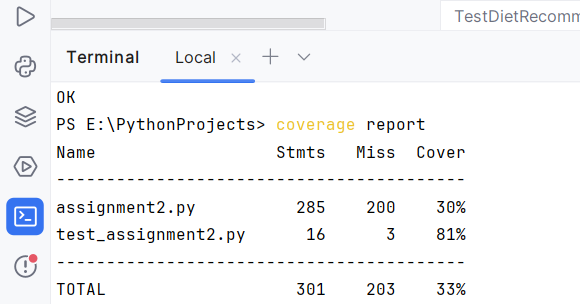 TestDietRecomm
Terminal Local
OK
PS E:\PythonProjects> coverage report
Name Stmts Miss Cover
-----------------------------------------
assignment2.py 285 200 30%
test_assignment2.py 16 3 81%
-----------------------------------------
TOTAL 301 203 33%